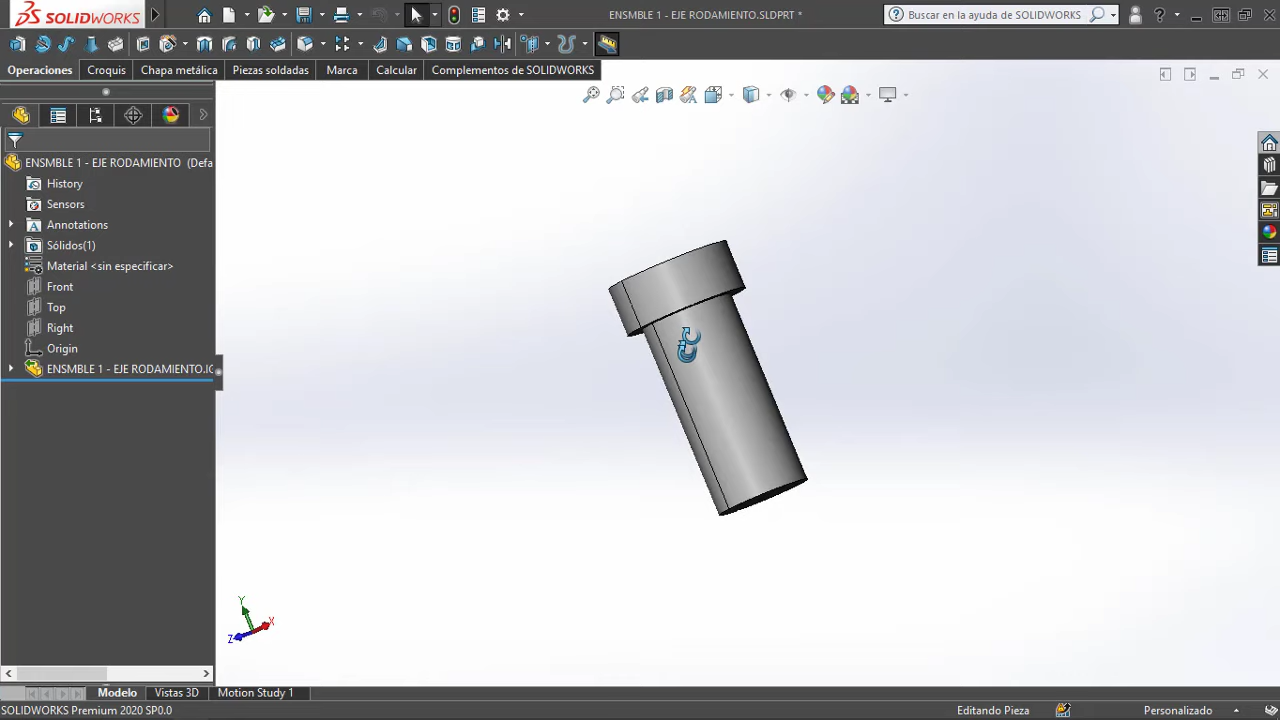 SOLIDWORKS
ENSMBLE 1 - EJE RODAMIENTO.SLDPRT *
Buscar en la ayuda de SOLIDWORKS
Operaciones Croquis Chapa metálica Piezas soldadas Marca Calcular Complementos de SOLIDWORKS
ENSMBLE 1 - EJE RODAMIENTO (Defa
History
Sensors
Annotations
Sólidos(1)
Material <sin especificar>
Front
Top
Right
Origin
ENSMBLE 1 - EJE RODAMIENTO.IG
Y
X
Z
Modelo Vistas 3D Motion Study 1
SOLIDWORKS Premium 2020 SP0.0 Editando Pieza Personalizado